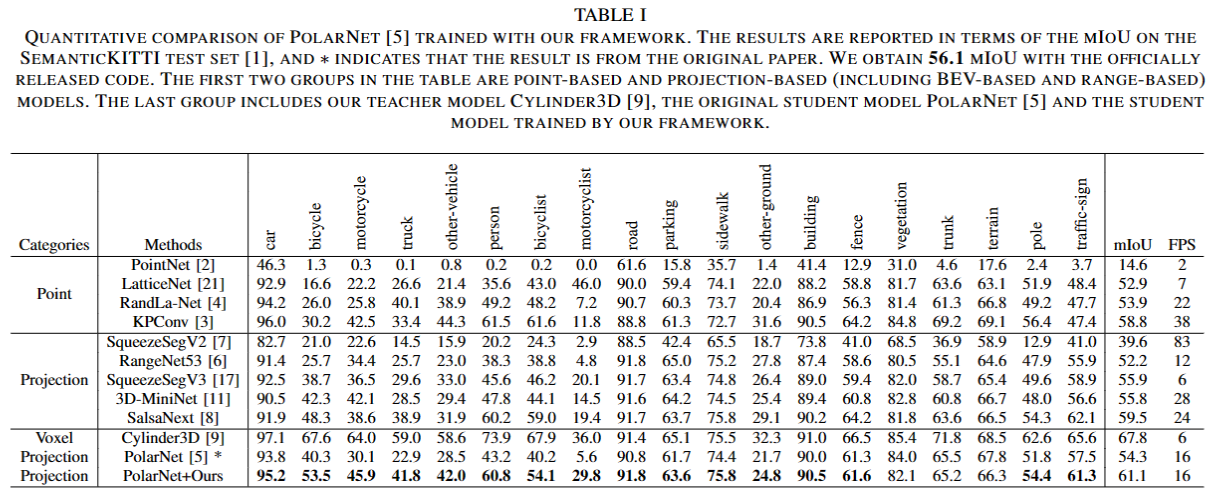 TABLE I
QUANTITATIVE COMPARISON OF POLARNET [5] TRAINED WITH OUR FRAMEWORK. THE RESULTS ARE REPORTED IN TERMS OF THE MIOU ON THE
SEMANTICKITTI TEST SET [1], AND ∗ INDICATES THAT THE RESULT IS FROM THE ORIGINAL PAPER. WE OBTAIN 56.1 MIOU WITH THE OFFICIALLY
RELEASED CODE. THE FIRST TWO GROUPS IN THE TABLE ARE POINT-BASED AND PROJECTION-BASED (INCLUDING BEV-BASED AND RANGE-BASED)
MODELS. THE LAST GROUP INCLUDES OUR TEACHER MODEL CYLINDER3D [9], THE ORIGINAL STUDENT MODEL POLARNET [5] AND THE STUDENT
MODEL TRAINED BY OUR FRAMEWORK.
Categories Methods car bicycle motorcycle truck other-vehicle person bicyclist motorcyclist road parking sidewalk other-ground building fence vegetation trunk terrain pole traffic-sign mIoU FPS
Point
PointNet [2] 46.3 1.3 0.3 0.1 0.8 0.2 0.2 0.0 61.6 15.8 35.7 1.4 41.4 12.9 31.0 4.6 17.6 2.4 3.7 14.6 2
LatticeNet [21] 92.9 16.6 22.2 26.6 21.4 35.6 43.0 46.0 90.0 59.4 74.1 22.0 88.2 58.8 81.7 63.6 63.1 51.9 48.4 52.9 7
RandLa-Net [4] 94.2 26.0 25.8 40.1 38.9 49.2 48.2 7.2 90.7 60.3 73.7 20.4 86.9 56.3 81.4 61.3 66.8 49.2 47.7 53.9 22
KPConv [3] 96.0 30.2 42.5 33.4 44.3 61.5 61.6 11.8 88.8 61.3 72.7 31.6 90.5 64.2 84.8 69.2 69.1 56.4 47.4 58.8 38
Projection
SqueezeSegV2 [7] 82.7 21.0 22.6 14.5 15.9 20.2 24.3 2.9 88.5 42.4 65.5 18.7 73.8 41.0 68.5 36.9 58.9 12.9 41.0 39.6 83
RangeNet53 [6] 91.4 25.7 34.4 25.7 23.0 38.3 38.8 4.8 91.8 65.0 75.2 27.8 87.4 58.6 80.5 55.1 64.6 47.9 55.9 52.2 12
SqueezeSegV3 [17] 92.5 38.7 36.5 29.6 33.0 45.6 46.2 20.1 91.7 63.4 74.8 26.4 89.0 59.4 82.0 58.7 65.4 49.6 58.9 55.9 6
3D-MiniNet [11] 90.5 42.3 42.1 28.5 29.4 47.8 44.1 14.5 91.6 64.2 74.5 25.4 89.4 60.8 82.8 60.8 66.7 48.0 56.6 55.8 28
SalsaNext [8] 91.9 48.3 38.6 38.9 31.9 60.2 59.0 19.4 91.7 63.7 75.8 29.1 90.2 64.2 81.8 63.6 66.5 54.3 62.1 59.5 24
Voxel Cylinder3D [9] 97.1 67.6 64.0 59.0 58.6 73.9 67.9 36.0 91.4 65.1 75.5 32.3 91.0 66.5 85.4 71.8 68.5 62.6 65.6 67.8 6
Projection PolarNet [5] * 93.8 40.3 30.1 22.9 28.5 43.2 40.2 5.6 90.8 61.7 74.4 21.7 90.0 61.3 84.0 65.5 67.8 51.8 57.5 54.3 16
Projection PolarNet+Ours 95.2 53.5 45.9 41.8 42.0 60.8 54.1 29.8 91.8 63.6 75.8 24.8 90.5 61.6 82.1 65.2 66.3 54.4 61.3 61.1 16